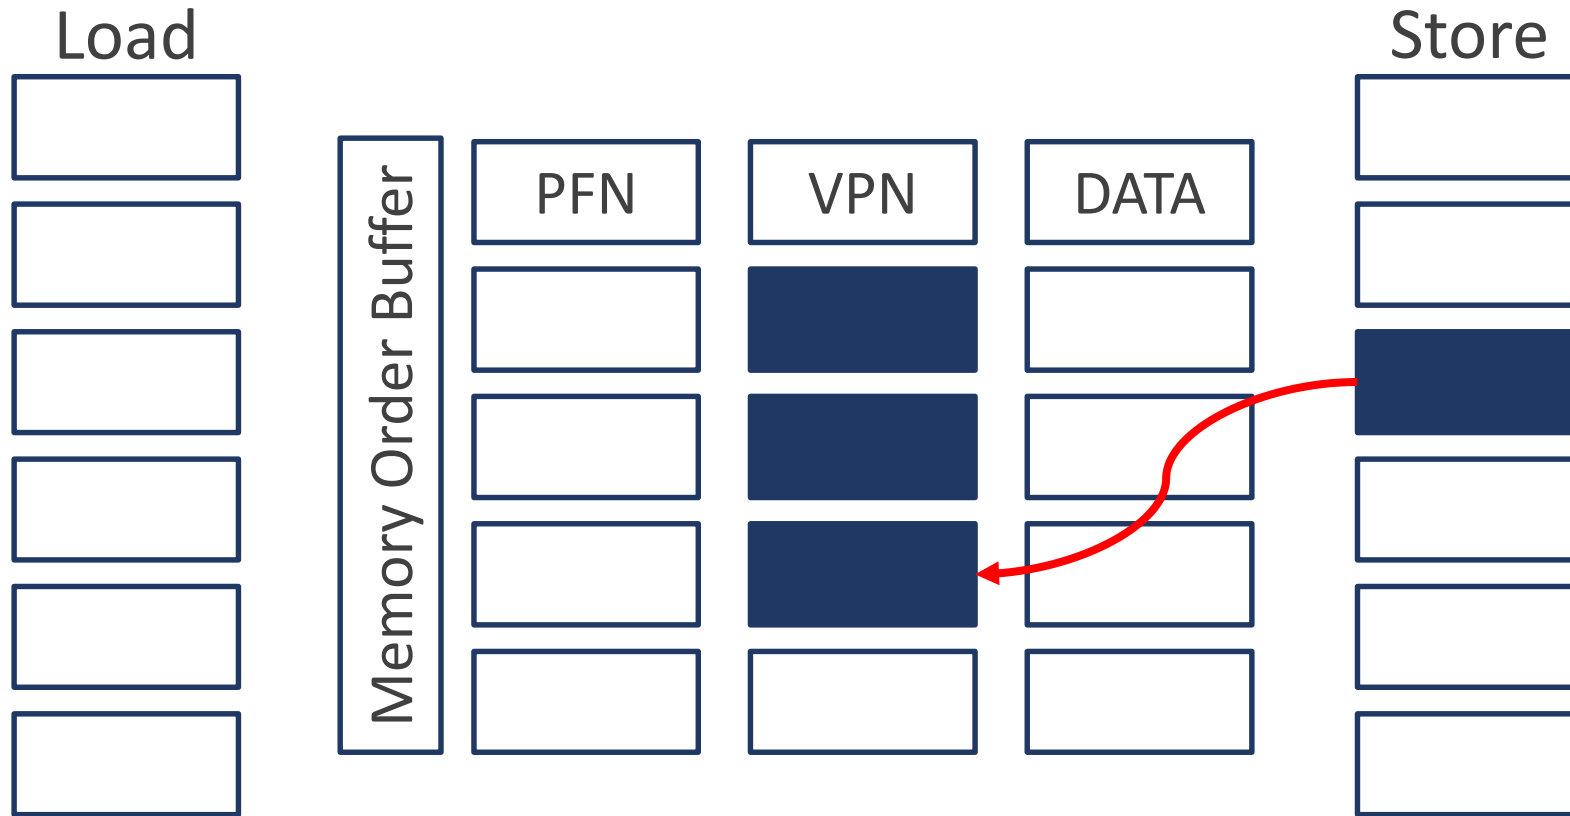 Load
Store
Memory Order Buffer
PFN
VPN
DATA